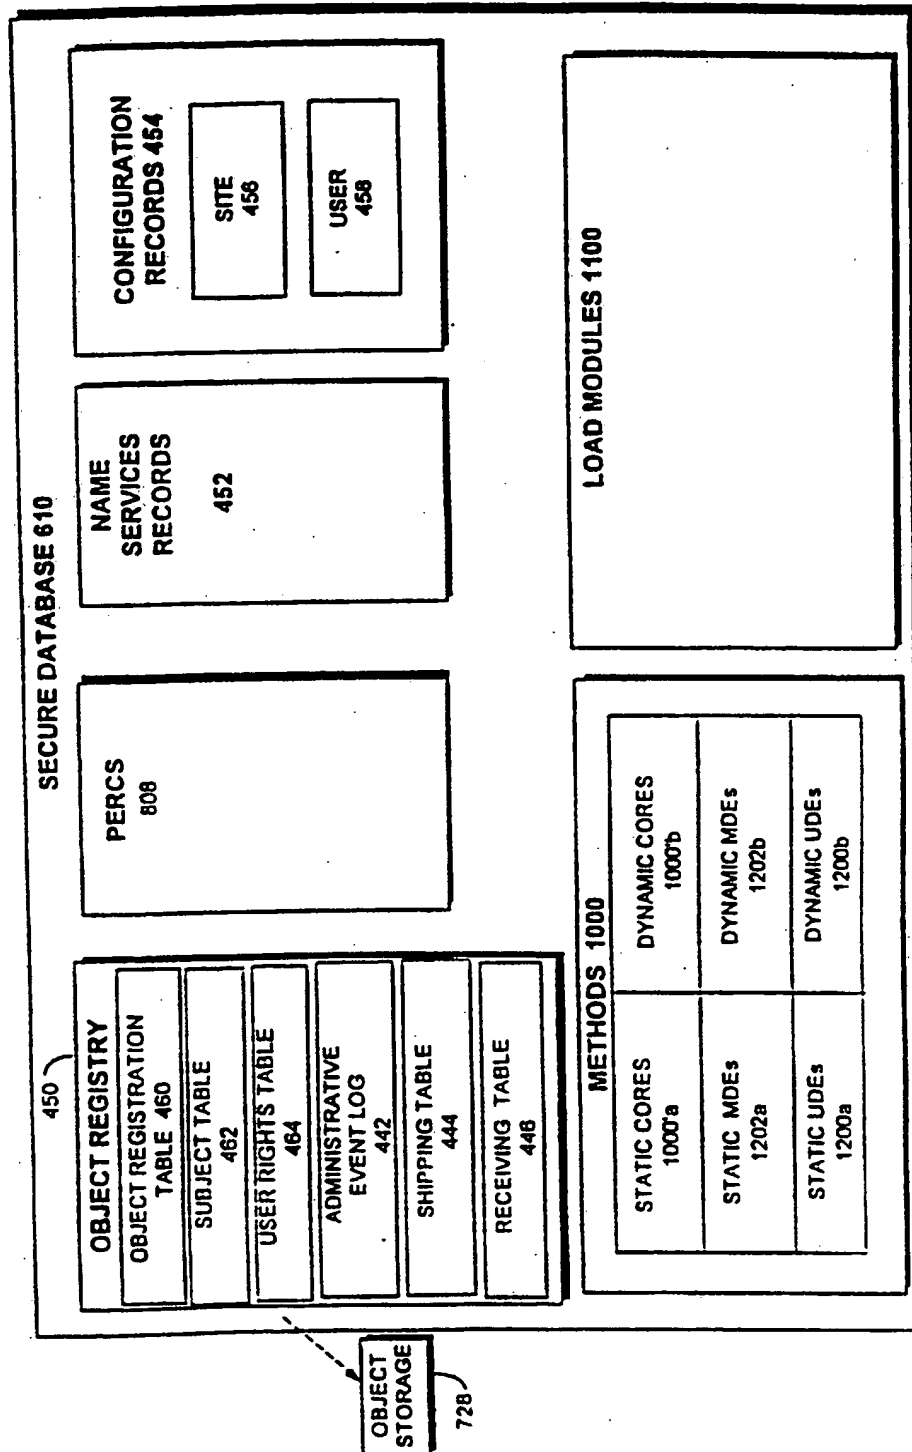 SECURE DATABASE 610
450
OBJECT REGISTRY
OBJECT REGISTRATION
TABLE 460
SUBJECT TABLE
462
USER RIGHTS TABLE
464
ADMINISTRATIVE
EVENT LOG
442
SHIPPING TABLE
444
RECEIVING TABLE
446
PERCS
808
NAME
SERVICES
RECORDS
452
CONFIGURATION
RECORDS 454
SITE
456
USER
458
OBJECT
STORAGE
728
METHODS 1000
STATIC CORES
1000'a
DYNAMIC CORES
1000'b
STATIC MDEs
1202a
DYNAMIC MDEs
1202b
STATIC UDEs
1200a
DYNAMIC UDEs
1200b
LOAD MODULES 1100